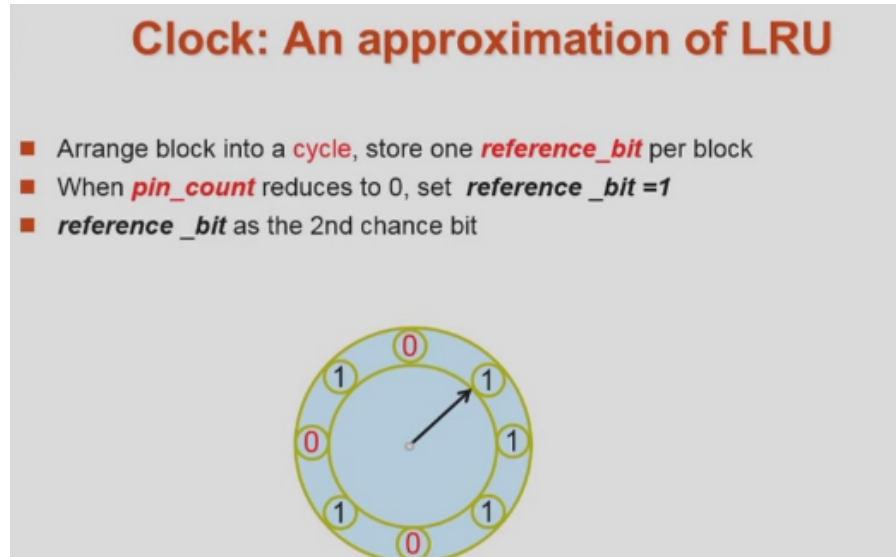 Clock: An approximation of LRU
Arrange block into a cycle, store one reference_bit per block
When pin_count reduces to 0, set reference _bit =1
reference _bit as the 2nd chance bit
0
1
1
0
1
1
1
0